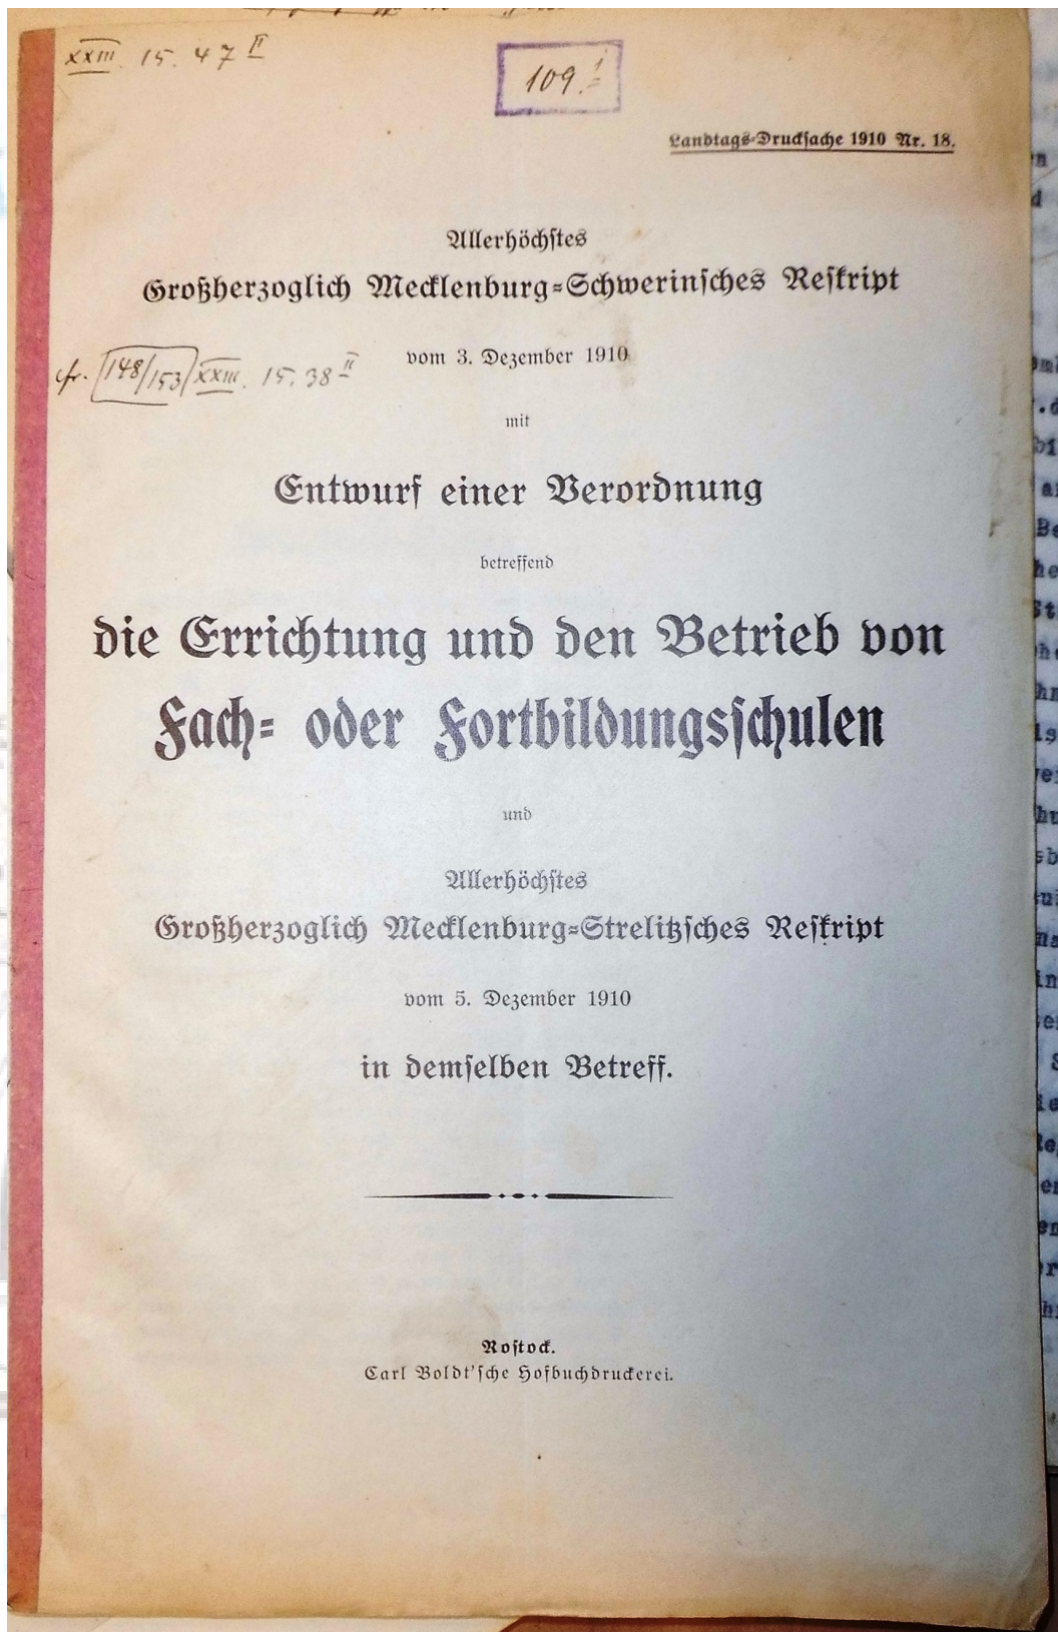 XXIII. 15. 47 II
109.
Landtags-Drucksache 1910 Nr. 18.
Allerhöchstes
Großherzoglich Mecklenburg-Schwerinsches Reskript
vom 3. Dezember 1910
cfr. 148/153 XXIII. 15. 38 II
mit
Entwurf einer Verordnung
betreffend
die Errichtung und den Betrieb von
Fach- oder Fortbildungsschulen
und
Allerhöchstes
Großherzoglich Mecklenburg-Strelitzsches Reskript
vom 5. Dezember 1910
in demselben Betreff.
Rostock.
Carl Boldt'sche Hofbuchdruckerei.